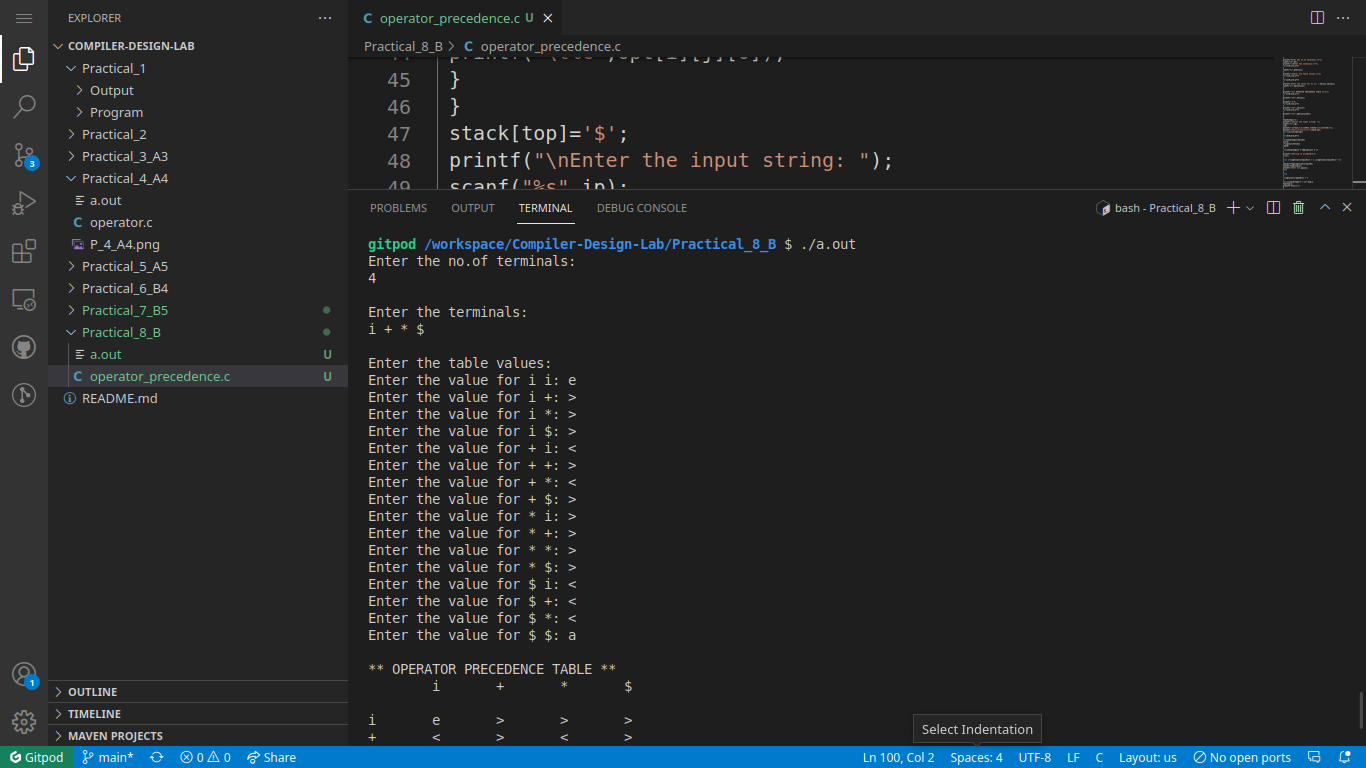 EXPLORER
COMPILER-DESIGN-LAB
Practical_1
Output
Program
Practical_2
Practical_3_A3
Practical_4_A4
a.out
operator.c
P_4_A4.png
Practical_5_A5
Practical_6_B4
Practical_7_B5
Practical_8_B
a.out U
C operator_precedence.c U
README.md
OUTLINE
TIMELINE
MAVEN PROJECTS
3
1
C operator_precedence.c U
Practical_8_B > C operator_precedence.c
45 }
46 }
47 stack[top]='$';
48 printf("\nEnter the input string: ");
49 scanf("%s",ip);
PROBLEMS OUTPUT TERMINAL DEBUG CONSOLE
bash - Practical_8_B
gitpod /workspace/Compiler-Design-Lab/Practical_8_B $ ./a.out
Enter the no.of terminals:
4
Enter the terminals:
i + * $
Enter the table values:
Enter the value for i i: e
Enter the value for i +: >
Enter the value for i *: >
Enter the value for i $: >
Enter the value for + i: <
Enter the value for + +: >
Enter the value for + *: <
Enter the value for + $: >
Enter the value for * i: >
Enter the value for * +: >
Enter the value for * *: >
Enter the value for * $: >
Enter the value for $ i: <
Enter the value for $ +: <
Enter the value for $ *: <
Enter the value for $ $: a
** OPERATOR PRECEDENCE TABLE **
i + * $
i e > > >
+ < > < >
Select Indentation
Gitpod main* 0 0 Share Ln 100, Col 2 Spaces: 4 UTF-8 LF C Layout: us No open ports